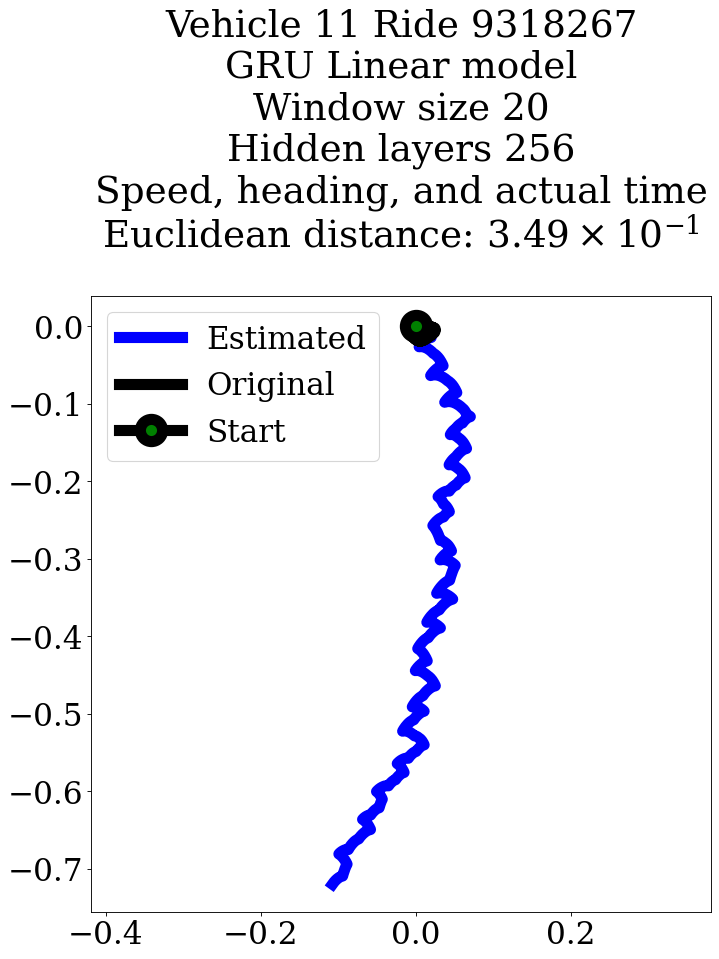 Vehicle 11 Ride 9318267
GRU Linear model
Window size 20
Hidden layers 256
Speed, heading, and actual time
Euclidean distance: 3.49 × 10⁻¹
Estimated
Original
Start
0.0
−0.1
−0.2
−0.3
−0.4
−0.5
−0.6
−0.7
−0.4 −0.2 0.0 0.2